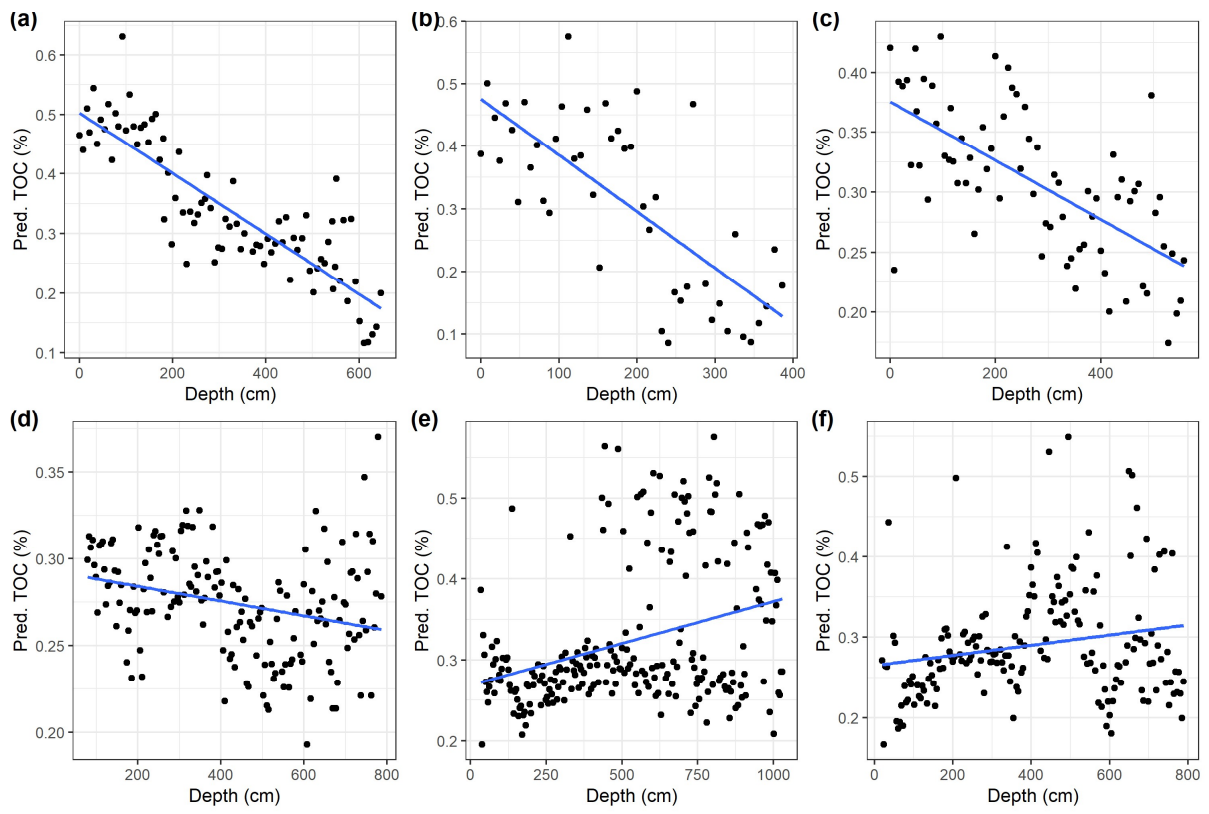 (a)
0.6
0.5
0.4
0.3
0.2
0.1
Pred. TOC (%)
0 200 400 600
Depth (cm)
(b)
0.6
0.5
0.4
0.3
0.2
0.1
Pred. TOC (%)
0 100 200 300 400
Depth (cm)
(c)
0.40
0.35
0.30
0.25
0.20
Pred. TOC (%)
0 200 400
Depth (cm)
(d)
0.35
0.30
0.25
0.20
Pred. TOC (%)
200 400 600 800
Depth (cm)
(e)
0.5
0.4
0.3
0.2
Pred. TOC (%)
0 250 500 750 1000
Depth (cm)
(f)
0.5
0.4
0.3
0.2
Pred. TOC (%)
0 200 400 600 800
Depth (cm)